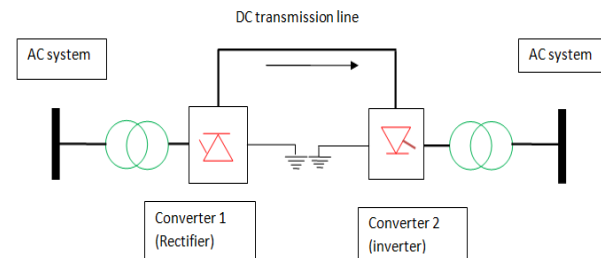 DC transmission line
AC system
AC system
Converter 1
(Rectifier)
Converter 2
(inverter)